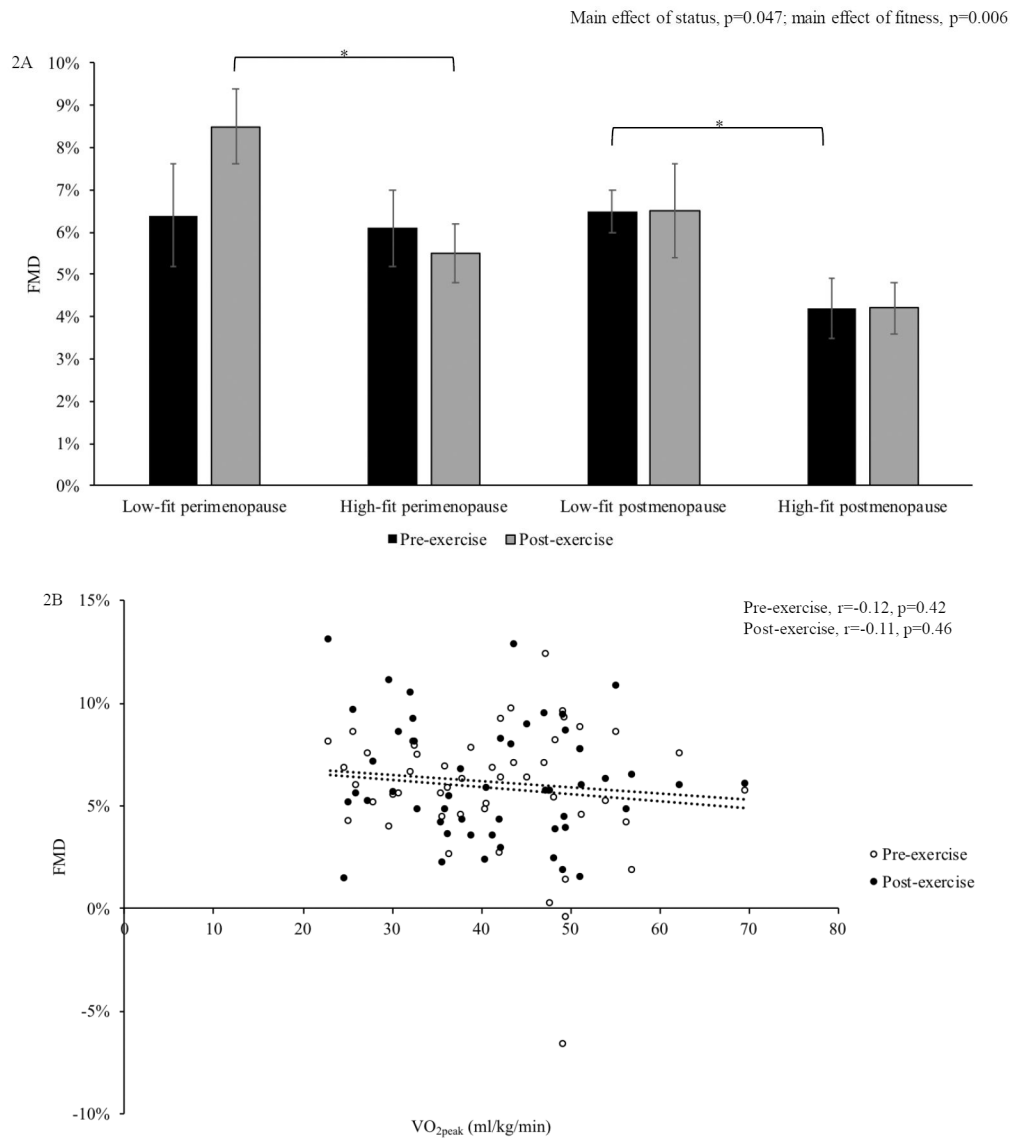 Main effect of status, p=0.047; main effect of fitness, p=0.006
2A
10%
*
9%
8%
*
7%
6%
FMD
5%
4%
3%
2%
1%
0%
Low-fit perimenopause High-fit perimenopause Low-fit postmenopause High-fit postmenopause
Pre-exercise Post-exercise
2B
15%
Pre-exercise, r=-0.12, p=0.42
Post-exercise, r=-0.11, p=0.46
10%
5%
FMD
Pre-exercise
Post-exercise
0%
0 10 20 30 40 50 60 70 80
-5%
-10%
VO2peak (ml/kg/min)